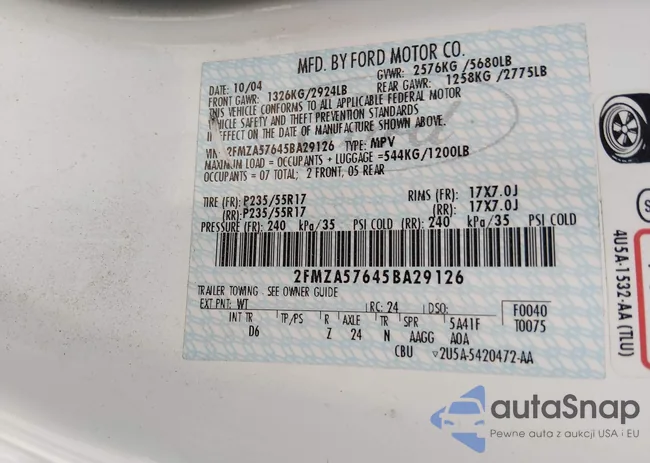 MFD. BY FORD MOTOR CO.
DATE: 10/04 GVWR: 2576KG /5680LB
FRONT GAWR: 1326KG/2924LB REAR GAWR: 1258KG /2775LB
THIS VEHICLE CONFORMS TO ALL APPLICABLE FEDERAL MOTOR
VEHICLE SAFETY AND THEFT PREVENTION STANDARDS
IN EFFECT ON THE DATE OF MANUFACTURE SHOWN ABOVE.
VIN: 2FMZA57645BA29126 TYPE: MPV
MAXIMUM LOAD = OCCUPANTS + LUGGAGE =544KG/1200LB
OCCUPANTS = 07 TOTAL; 2 FRONT, 05 REAR
TIRE (FR): P235/55R17 RIMS (FR): 17X7.0J
(RR): P235/55R17 (RR): 17X7.0J
PRESSURE (FR): 240 kPa/35 PSI COLD (RR): 240 kPa/35 PSI COLD
2FMZA57645BA29126
TRAILER TOWING - SEE OWNER GUIDE
EXT PNT: WT RC: 24 DSO: F0040
INT TR TP/PS R AXLE TR SPR 5A41F T0075
D6 Z 24 N AAGG AOA
CBU 2U5A-5420472-AA
4U5A-1532-AA (TLU)
autaSnap
Pewne auta z aukcji USA i EU